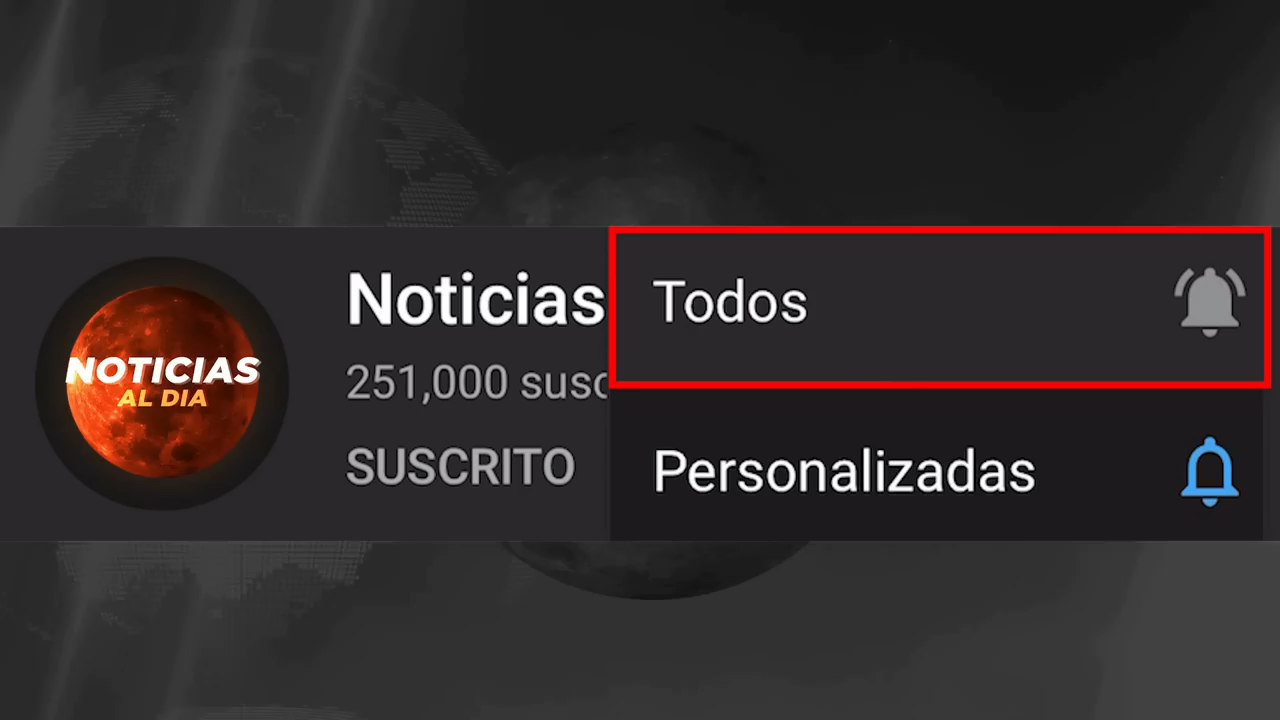 NOTICIAS
AL DIA
Noticias
251,000 susc
SUSCRITO
Todos
Personalizadas